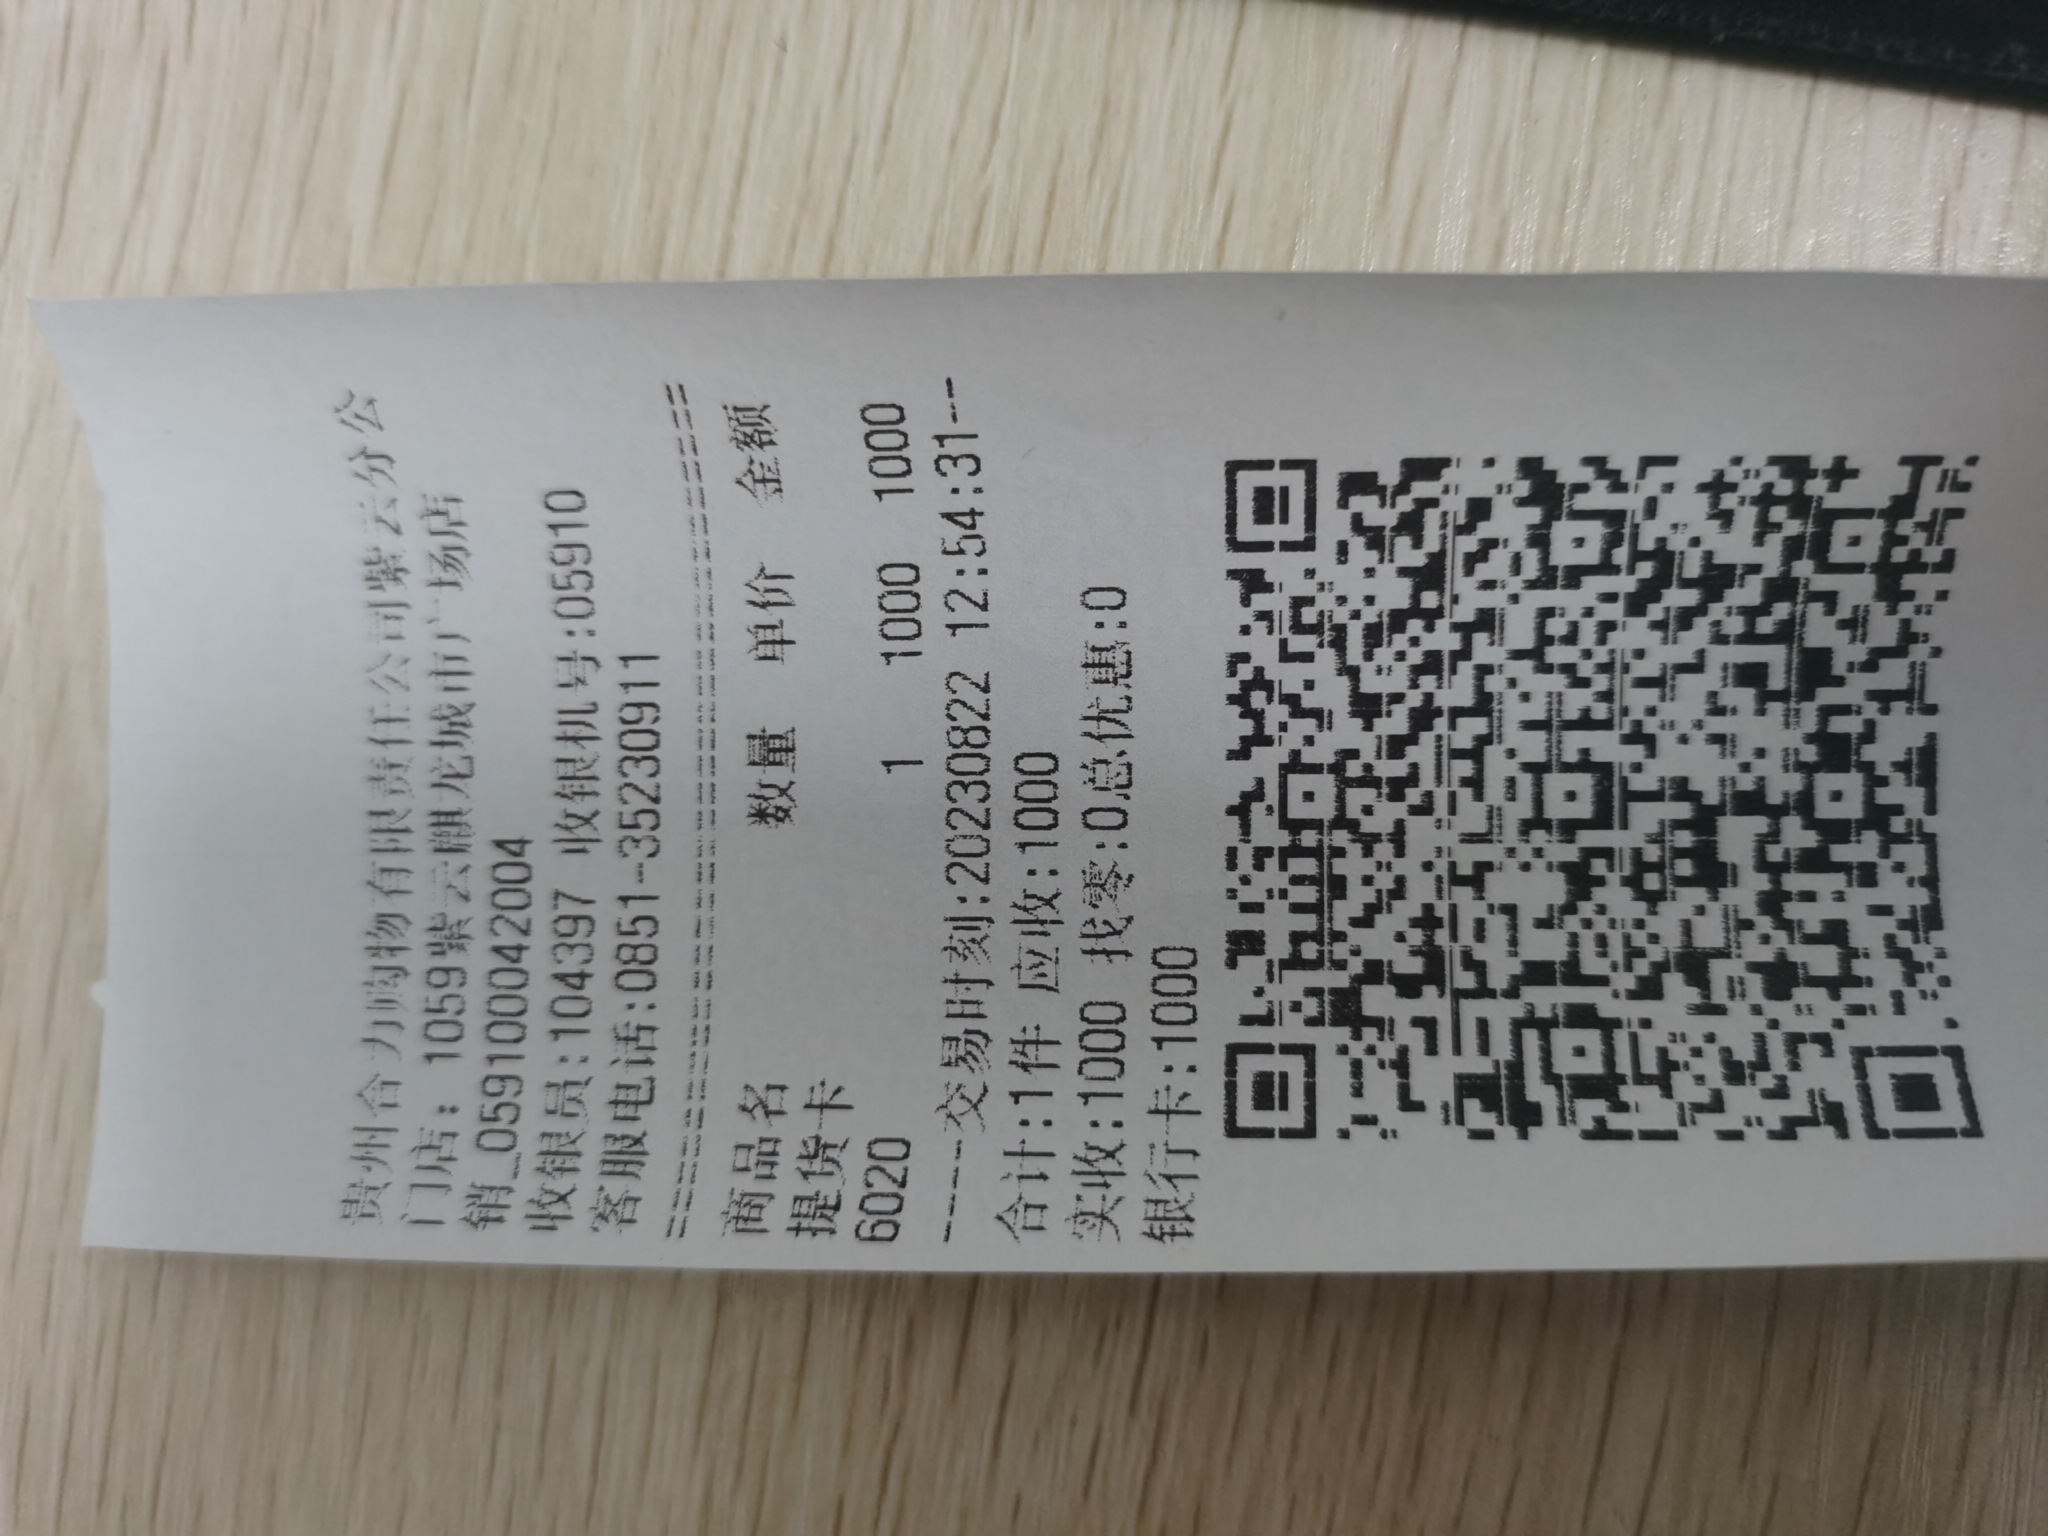 贵州合力购物有限责任公司紫云分公
门店: 1059紫云麒龙城市广场店
销_05910004​2004
收银员:104397 收银机号:05910
客服电话:0851-35230911
================================
商品名 数量 单价 金额
提货卡
6020 1 1000 1000
----交易时刻:20230822 12:54:31---
合计:1件 应收:1000
实收:1000 找零:0总优惠:0
银行卡:1000